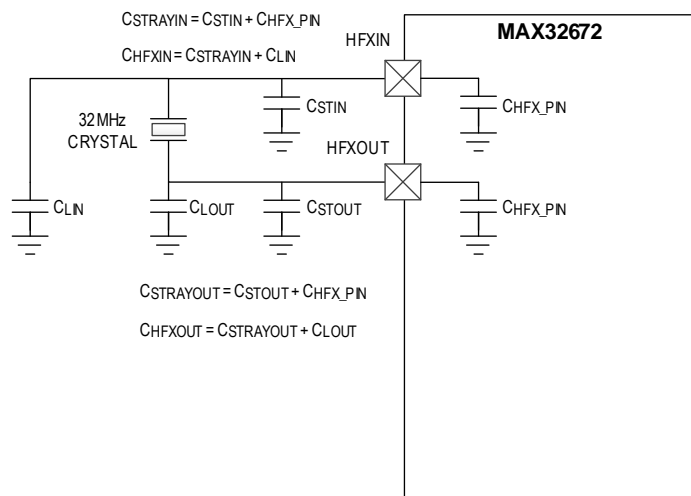 CSTRAYIN = CSTIN + CHFX_PIN
HFXIN
MAX32672
CHFXIN = CSTRAYIN + CLIN
32MHz
CRYSTAL
CSTIN
CHFX_PIN
HFXOUT
CLIN
CLOUT
CSTOUT
CHFX_PIN
CSTRAYOUT = CSTOUT + CHFX_PIN
CHFXOUT = CSTRAYOUT + CLOUT